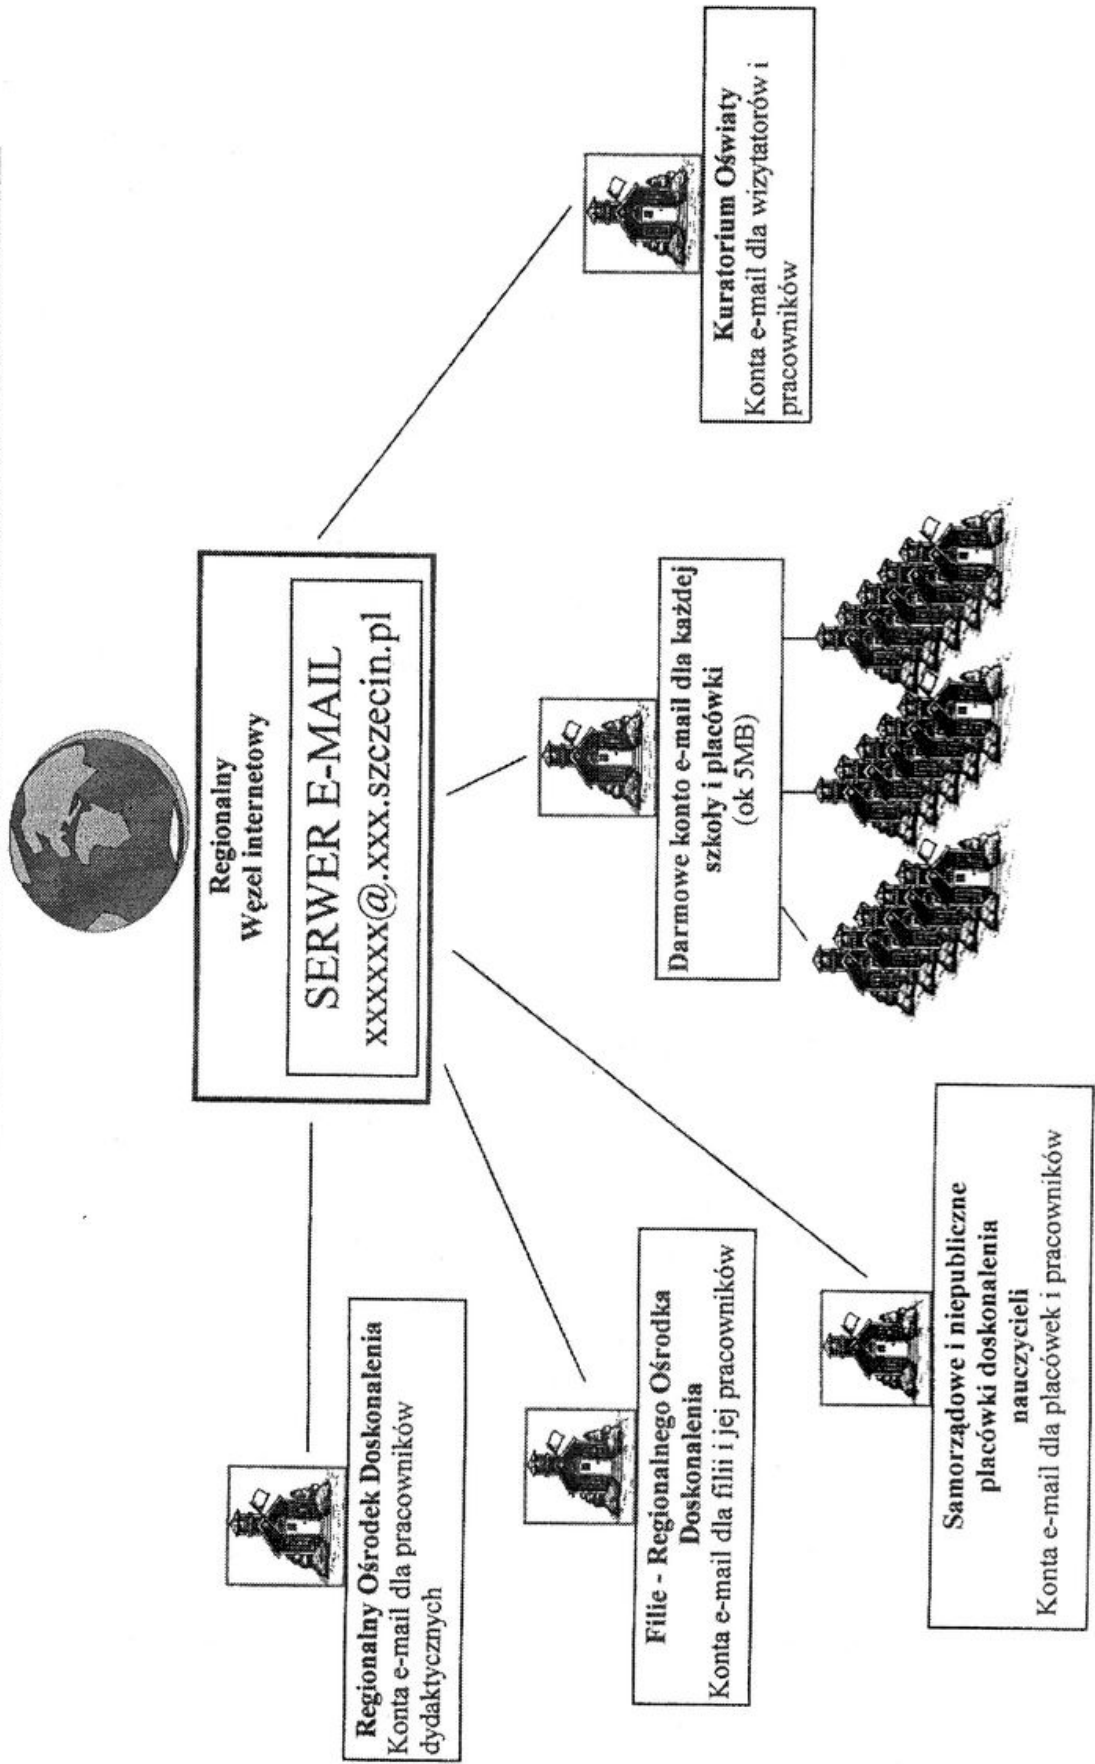 Regionalny
Węzel internetowy
SERWER E-MAIL
xxxxxx@.xxx.szczecin.pl
Regionalny Ośrodek Doskonalenia
Konta e-mail dla pracowników
dydaktycznych
Filie - Regionalnego Ośrodka
Doskonalenia
Konta e-mail dla filii i jej pracowników
Samorządowe i niepubliczne
placówki doskonalenia
nauczycieli
Konta e-mail dla placówek i pracowników
Darmowe konto e-mail dla każdej
szkoły i placówki
(ok 5MB)
Kuratorium Oświaty
Konta e-mail dla wizytatorów i
pracowników